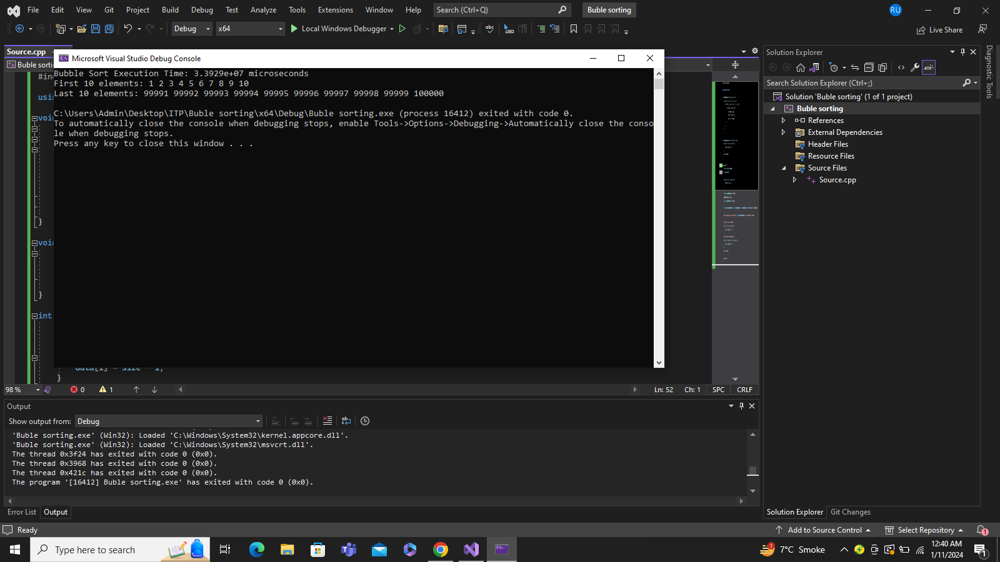 File Edit View Git Project Build Debug Test Analyze Tools Extensions Window Help Search (Ctrl+Q) Buble sorting RU
Debug x64 Local Windows Debugger Live Share
Source.cpp
Buble sorti
Microsoft Visual Studio Debug Console
Bubble Sort Execution Time: 3.3929e+07 microseconds
First 10 elements: 1 2 3 4 5 6 7 8 9 10
Last 10 elements: 99991 99992 99993 99994 99995 99996 99997 99998 99999 100000
C:\Users\Admin\Desktop\ITP\Buble sorting\x64\Debug\Buble sorting.exe (process 16412) exited with code 0.
To automatically close the console when debugging stops, enable Tools->Options->Debugging->Automatically close the conso
le when debugging stops.
Press any key to close this window . . .
#in
usin
voi
}
voi
}
int
}
98 % 0 1 Ln: 52 Ch: 1 SPC CRLF
Output
Show output from: Debug
'Buble sorting.exe' (Win32): Loaded 'C:\Windows\System32\kernel.appcore.dll'.
'Buble sorting.exe' (Win32): Loaded 'C:\Windows\System32\msvcrt.dll'.
The thread 0x3f24 has exited with code 0 (0x0).
The thread 0x3968 has exited with code 0 (0x0).
The thread 0x421c has exited with code 0 (0x0).
The program '[16412] Buble sorting.exe' has exited with code 0 (0x0).
Error List Output
Solution Explorer
Search Solution Explorer (Ctrl+;)
Solution 'Buble sorting' (1 of 1 project)
Buble sorting
References
External Dependencies
Header Files
Resource Files
Source Files
Source.cpp
Solution Explorer Git Changes
Diagnostic Tools
Ready Add to Source Control Select Repository 1
Type here to search 1 7°C Smoke 12:40 AM
1/11/2024 1